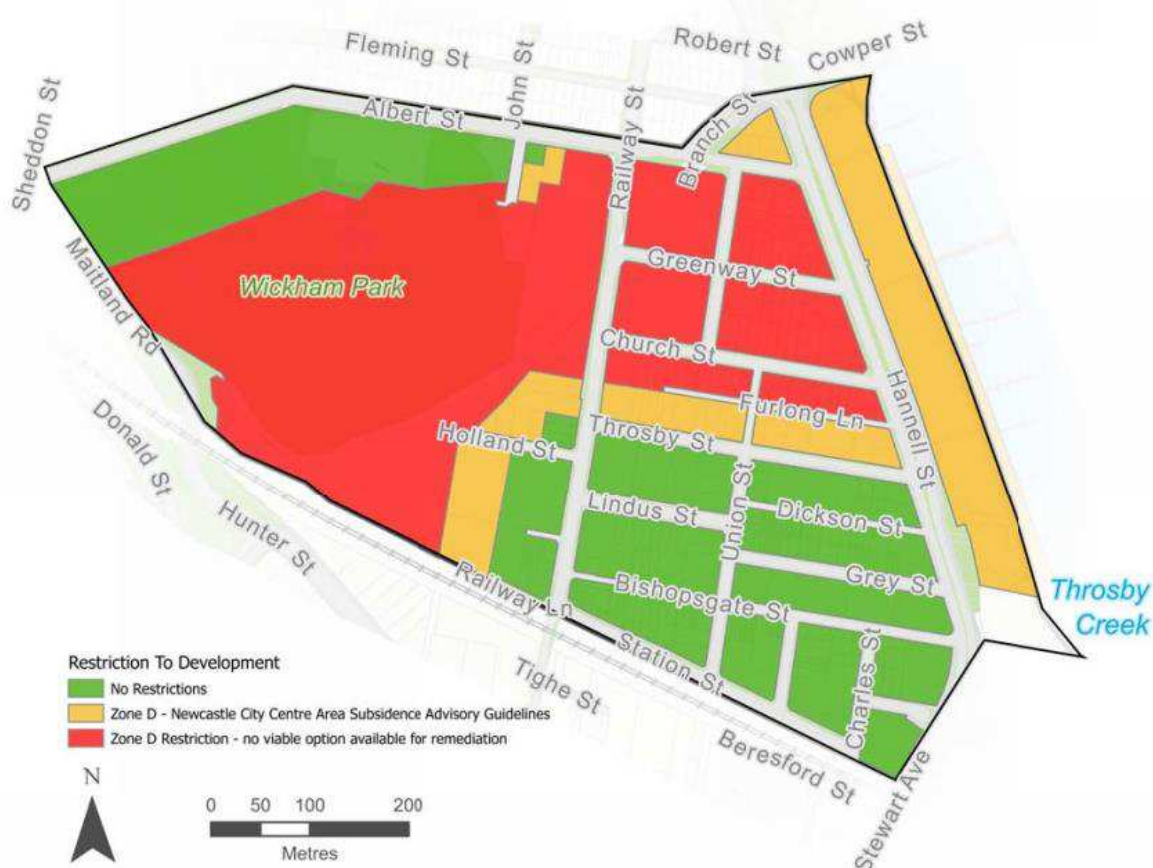 Robert St
Cowper St
Fleming St
John St
Railway St
Albert St
Branch St
Sheddon St
Greenway St
Wickham Park
Maitland Rd
Church St
Hannell St
Furlong Ln
Donald St
Holland St
Throsby St
Lindus St
Union St
Dickson St
Hunter St
Grey St
Railway Ln
Bishopsgate St
Throsby
Creek
Station St
Charles St
Tighe St
Beresford St
Stewart Ave
Restriction To Development
No Restrictions
Zone D - Newcastle City Centre Area Subsidence Advisory Guidelines
Zone D Restriction - no viable option available for remediation
N
0 50 100 200
Metres